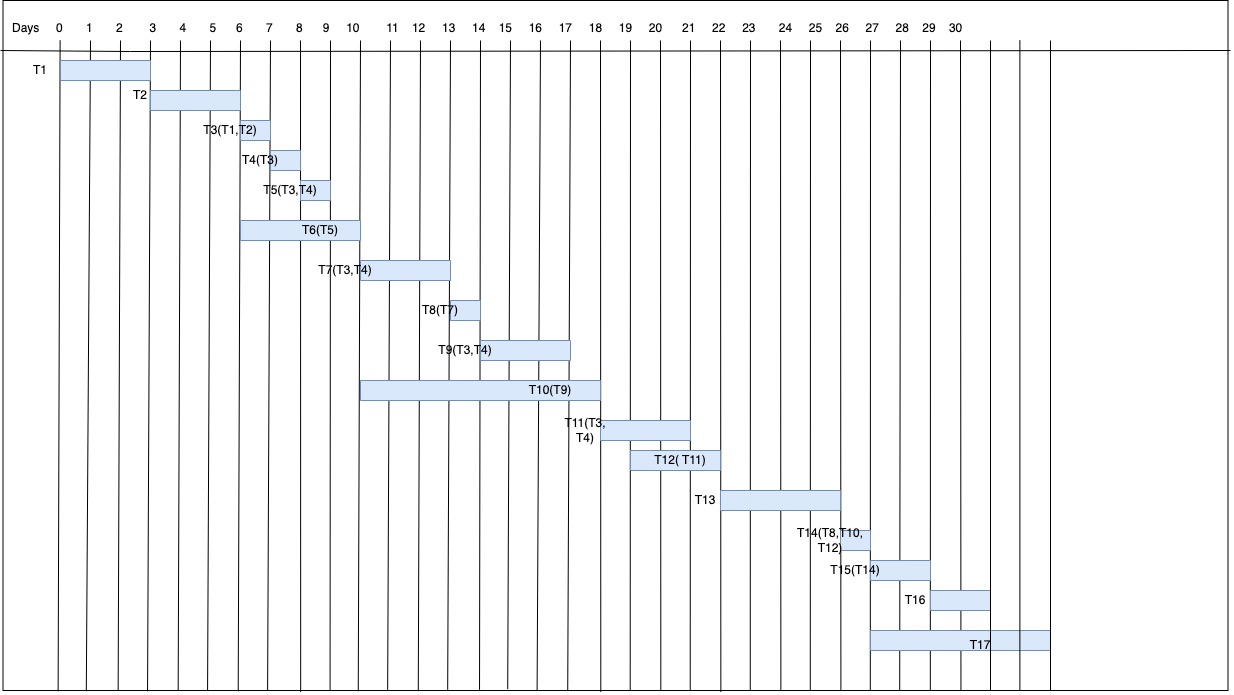 Days 0 1 2 3 4 5 6 7 8 9 10 11 12 13 14 15 16 17 18 19 20 21 22 23 24 25 26 27 28 29 30
T1
T2
T3(T1,T2)
T4(T3)
T5(T3,T4)
T6(T5)
T7(T3,T4)
T8(T7)
T9(T3,T4)
T10(T9)
T11(T3,
T4)
T12( T11)
T13
T14(T8,T10,
T12)
T15(T14)
T16
T17